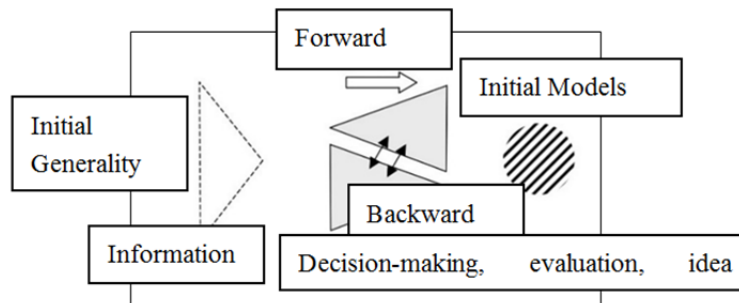 Forward
Initial Models
Initial
Generality
Backward
Information
Decision-making, evaluation, idea